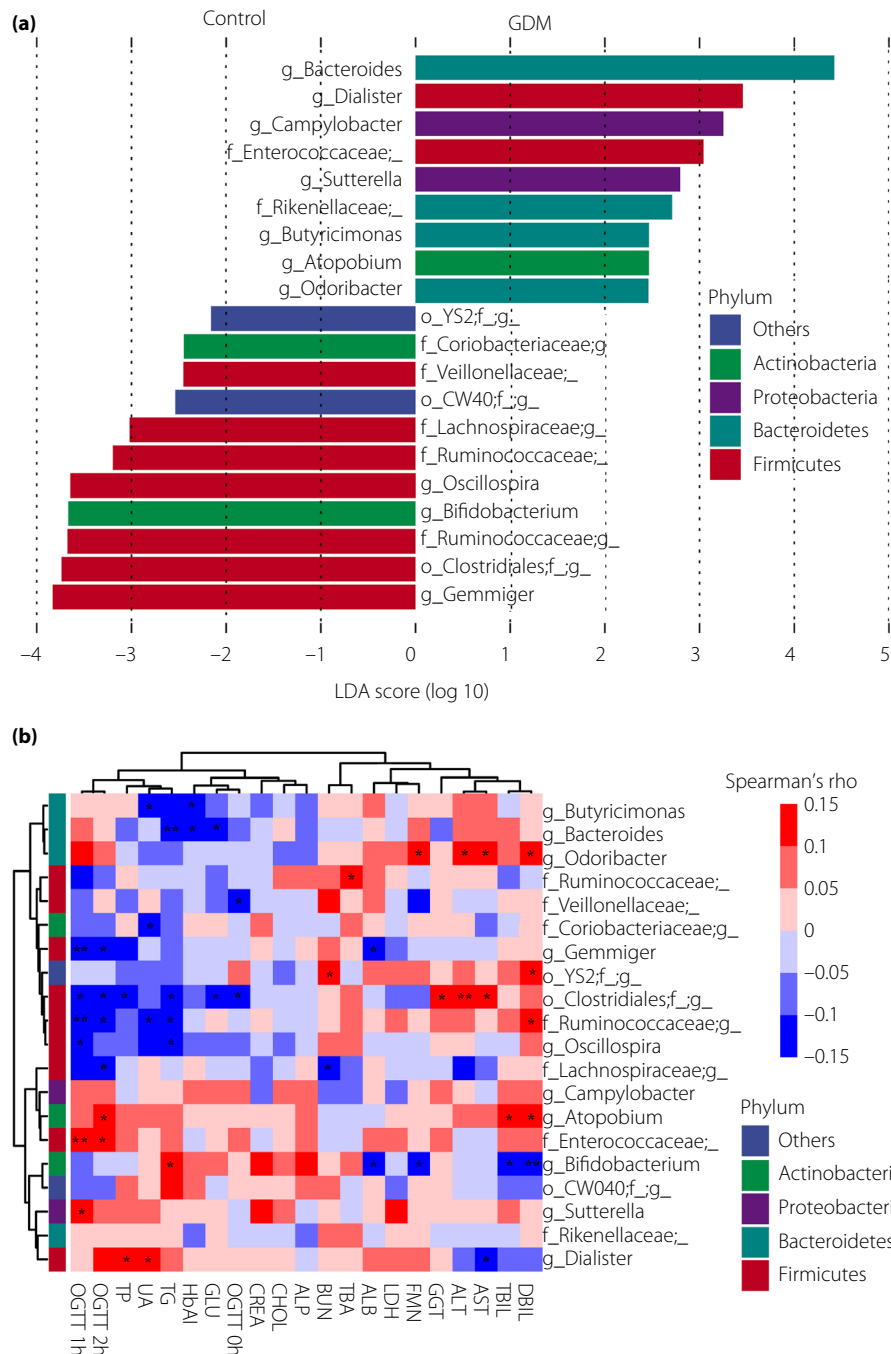 (a)
Control GDM
g_Bacteroides
g_Dialister
g_Campylobacter
f_Enterococcaceae;_
g_Sutterella
f_Rikenellaceae;_
g_Butyricimonas
g_Atopobium
g_Odoribacter
o_YS2;f_;g_
f_Coriobacteriaceae;g
f_Veillonellaceae;_
o_CW40;f_;g_
f_Lachnospiraceae;g_
f_Ruminococcaceae;_
g_Oscillospira
g_Bifidobacterium
f_Ruminococcaceae;g_
o_Clostridiales;f_;g_
g_Gemmiger
Phylum
Others
Actinobacteria
Proteobacteria
Bacteroidetes
Firmicutes
−4 −3 −2 −1 0 1 2 3 4 5
LDA score (log 10)
(b)
g_Butyricimonas
g_Bacteroides
g_Odoribacter
f_Ruminococcaceae;_
f_Veillonellaceae;_
f_Coriobacteriaceae;g_
g_Gemmiger
o_YS2;f_;g_
o_Clostridiales;f_;g_
f_Ruminococcaceae;g_
g_Oscillospira
f_Lachnospiraceae;g_
g_Campylobacter
g_Atopobium
f_Enterococcaceae;_
g_Bifidobacterium
o_CW040;f_;g_
g_Sutterella
f_Rikenellaceae;_
g_Dialister
OGTT 1h
OGTT 2h
TP
UA
TG
HbAI
GLU
OGTT 0h
CREA
CHOL
ALP
BUN
TBA
ALB
LDH
FMN
GGT
ALT
AST
TBIL
DBIL
Spearman's rho
0.15
0.1
0.05
0
−0.05
−0.1
−0.15
Phylum
Others
Actinobacteri
Proteobacteri
Bacteroidetes
Firmicutes